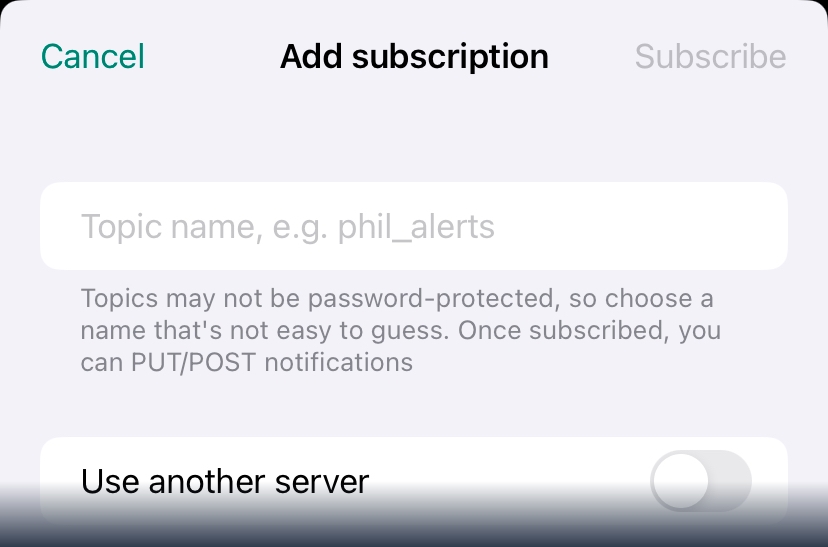 Cancel Add subscription Subscribe
Topic name, e.g. phil_alerts
Topics may not be password-protected, so choose a
name that's not easy to guess. Once subscribed, you
can PUT/POST notifications
Use another server